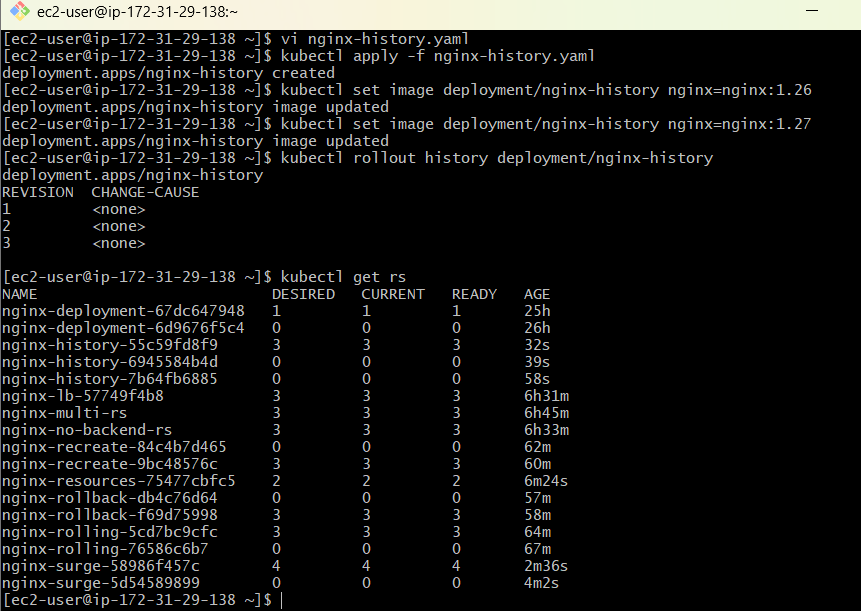 ec2-user@ip-172-31-29-138:~
[ec2-user@ip-172-31-29-138 ~]$ vi nginx-history.yaml
[ec2-user@ip-172-31-29-138 ~]$ kubectl apply -f nginx-history.yaml
deployment.apps/nginx-history created
[ec2-user@ip-172-31-29-138 ~]$ kubectl set image deployment/nginx-history nginx=nginx:1.26
deployment.apps/nginx-history image updated
[ec2-user@ip-172-31-29-138 ~]$ kubectl set image deployment/nginx-history nginx=nginx:1.27
deployment.apps/nginx-history image updated
[ec2-user@ip-172-31-29-138 ~]$ kubectl rollout history deployment/nginx-history
deployment.apps/nginx-history
REVISION  CHANGE-CAUSE
1         <none>
2         <none>
3         <none>

[ec2-user@ip-172-31-29-138 ~]$ kubectl get rs
NAME                          DESIRED   CURRENT   READY   AGE
nginx-deployment-67dc647948   1         1         1       25h
nginx-deployment-6d9676f5c4   0         0         0       26h
nginx-history-55c59fd8f9      3         3         3       32s
nginx-history-6945584b4d      0         0         0       39s
nginx-history-7b64fb6885      0         0         0       58s
nginx-lb-57749f4b8            3         3         3       6h31m
nginx-multi-rs                3         3         3       6h45m
nginx-no-backend-rs           3         3         3       6h33m
nginx-recreate-84c4b7d465     0         0         0       62m
nginx-recreate-9bc48576c      3         3         3       60m
nginx-resources-75477cbfc5    2         2         2       6m24s
nginx-rollback-db4c76d64      0         0         0       57m
nginx-rollback-f69d75998      3         3         3       58m
nginx-rolling-5cd7bc9cfc      3         3         3       64m
nginx-rolling-76586c6b7       0         0         0       67m
nginx-surge-58986f457c        4         4         4       2m36s
nginx-surge-5d54589899        0         0         0       4m2s
[ec2-user@ip-172-31-29-138 ~]$